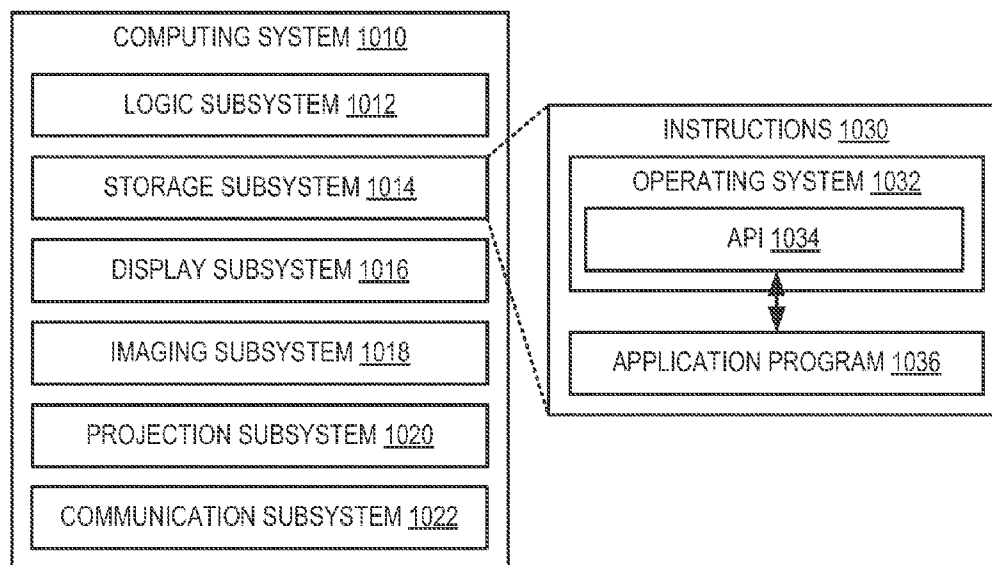 COMPUTING SYSTEM 1010
LOGIC SUBSYSTEM 1012
STORAGE SUBSYSTEM 1014
DISPLAY SUBSYSTEM 1016
IMAGING SUBSYSTEM 1018
PROJECTION SUBSYSTEM 1020
COMMUNICATION SUBSYSTEM 1022
INSTRUCTIONS 1030
OPERATING SYSTEM 1032
API 1034
APPLICATION PROGRAM 1036